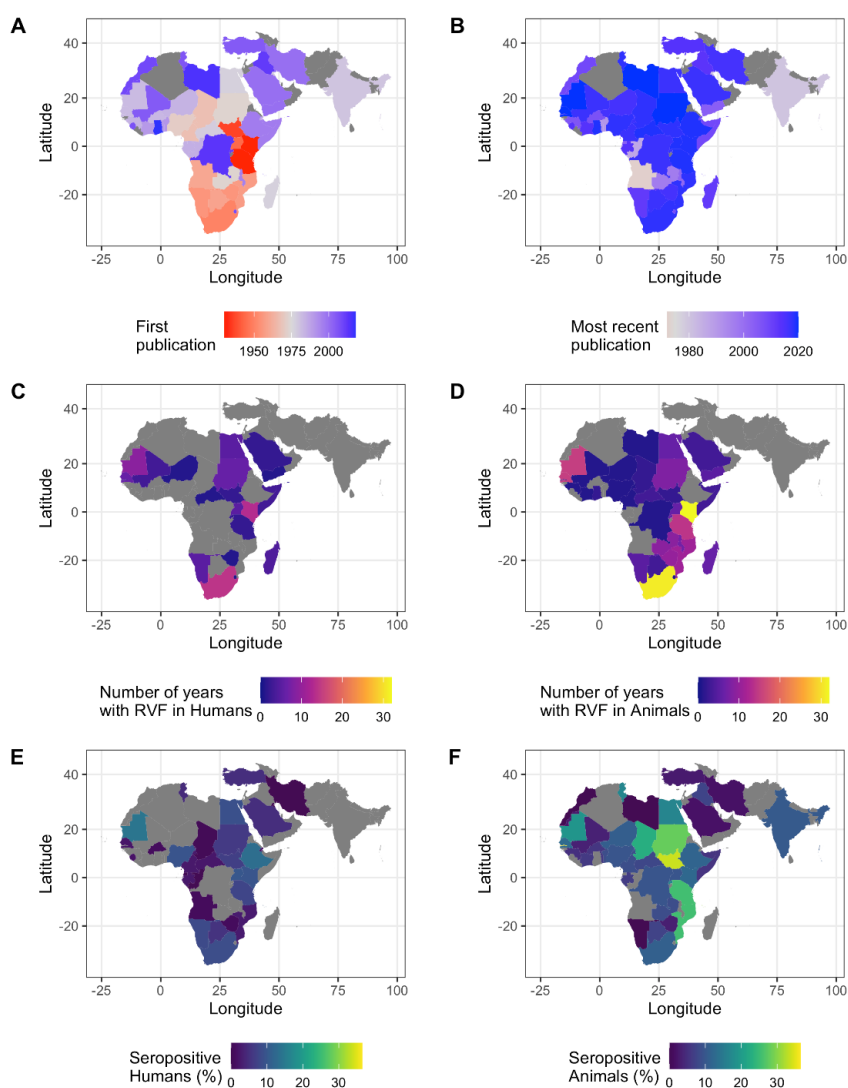 A
40
20
0
-20
Latitude
-25 0 25 50 75 100
Longitude
First
publication
1950 1975 2000
B
40
20
0
-20
Latitude
-25 0 25 50 75 100
Longitude
Most recent
publication
1980 2000 2020
C
40
20
0
-20
Latitude
-25 0 25 50 75 100
Longitude
Number of years
with RVF in Humans
0 10 20 30
D
40
20
0
-20
Latitude
-25 0 25 50 75 100
Longitude
Number of years
with RVF in Animals
0 10 20 30
E
40
20
0
-20
Latitude
-25 0 25 50 75 100
Longitude
Seropositive
Humans (%)
0 10 20 30
F
40
20
0
-20
Latitude
-25 0 25 50 75 100
Longitude
Seropositive
Animals (%)
0 10 20 30